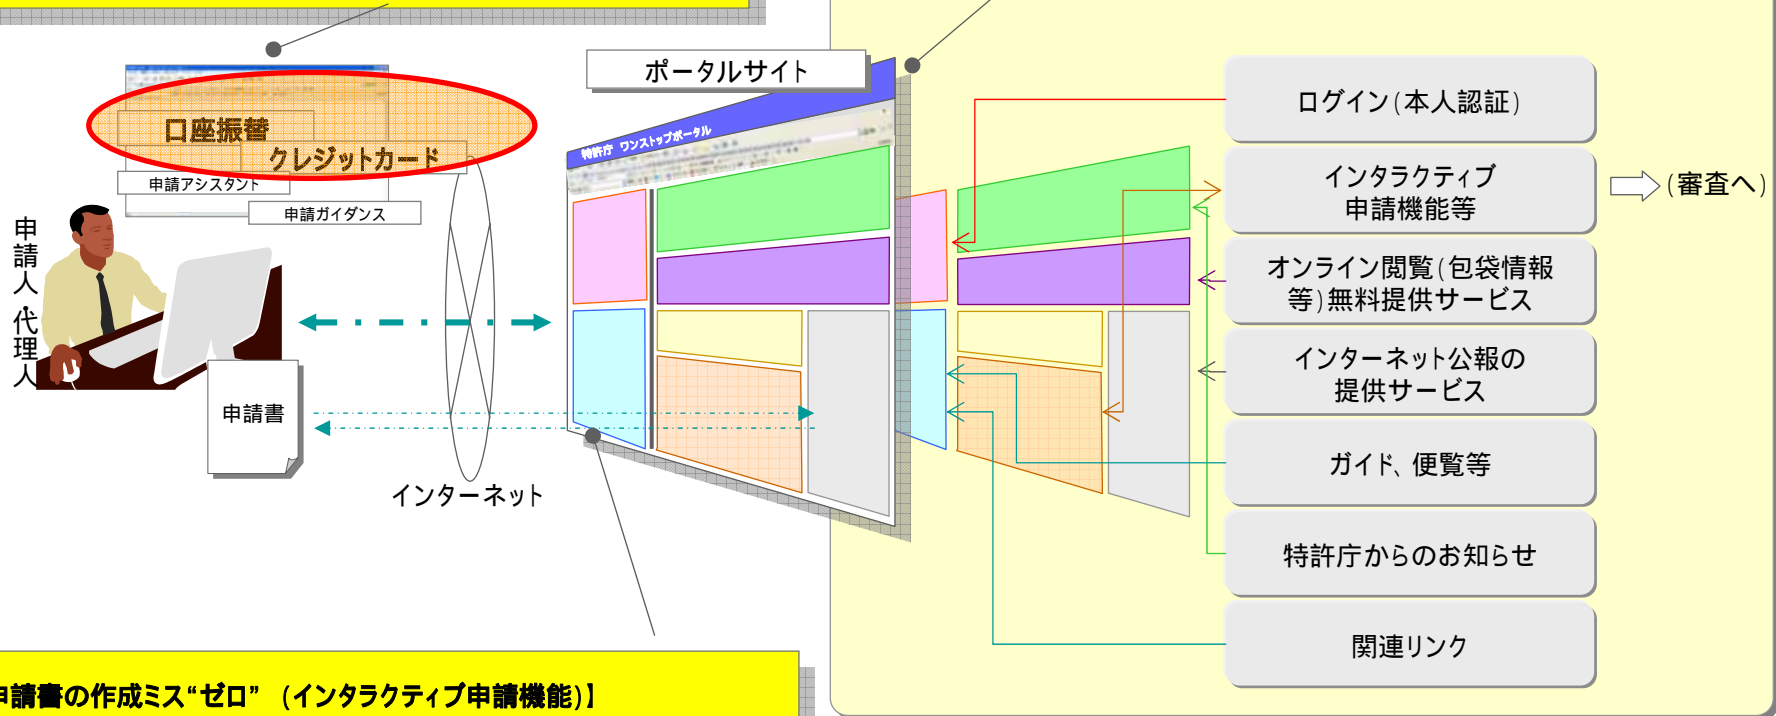 ポータルサイト
特許庁 ワンストップポータル
口座振替
クレジットカード
申請アシスタント
申請ガイダンス
申請人・代理人
申請書
インターネット
ログイン(本人認証)
インタラクティブ
申請機能等
(審査へ)
オンライン閲覧(包袋情報
等)無料提供サービス
インターネット公報の
提供サービス
ガイド、便覧等
特許庁からのお知らせ
関連リンク
申請書の作成ミス“ゼロ” (インタラクティブ申請機能)】